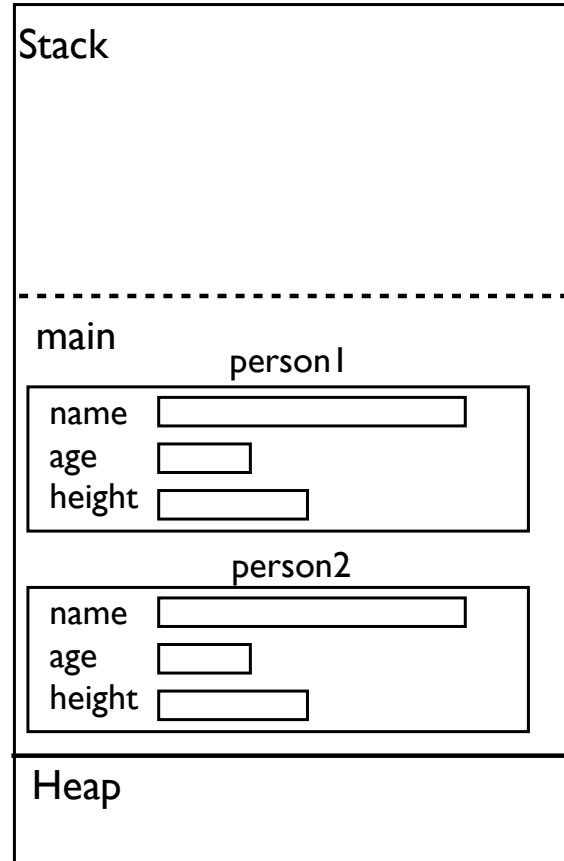 Stack
main
person1
name
age
height
person2
name
age
height
Heap